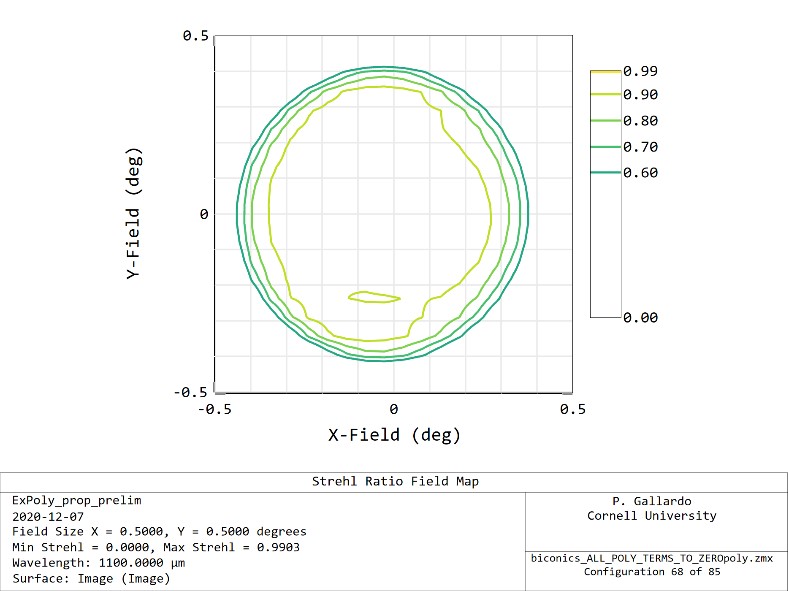 0.5
0
-0.5
Y-Field (deg)
-0.5
0
0.5
X-Field (deg)
0.99
0.90
0.80
0.70
0.60
0.00
Strehl Ratio Field Map
ExPoly_prop_prelim
2020-12-07
Field Size X = 0.5000, Y = 0.5000 degrees
Min Strehl = 0.0000, Max Strehl = 0.9903
Wavelength: 1100.0000 µm
Surface: Image (Image)
P. Gallardo
Cornell University
biconics_ALL_POLY_TERMS_TO_ZEROpoly.zmx
Configuration 68 of 85